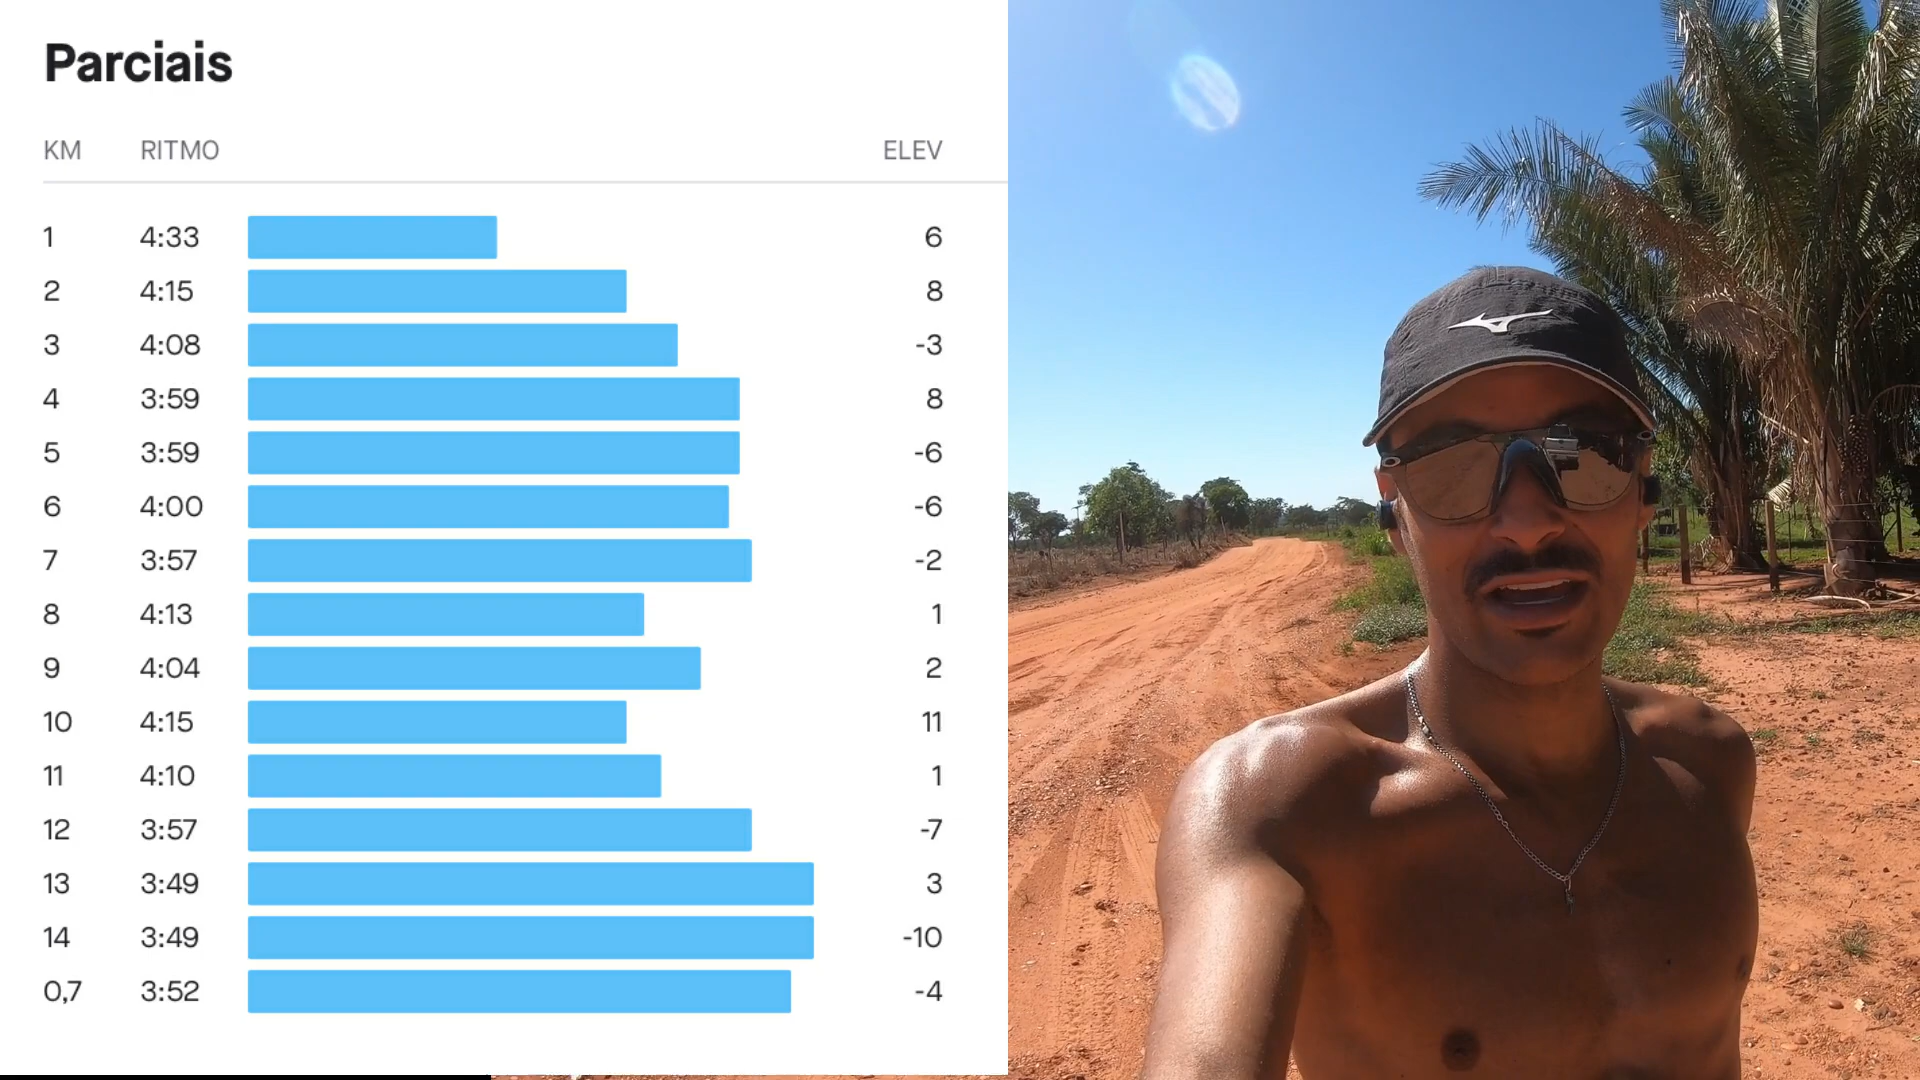 Parciais
KM RITMO ELEV
1 4:33 6
2 4:15 8
3 4:08 -3
4 3:59 8
5 3:59 -6
6 4:00 -6
7 3:57 -2
8 4:13 1
9 4:04 2
10 4:15 11
11 4:10 1
12 3:57 -7
13 3:49 3
14 3:49 -10
0,7 3:52 -4